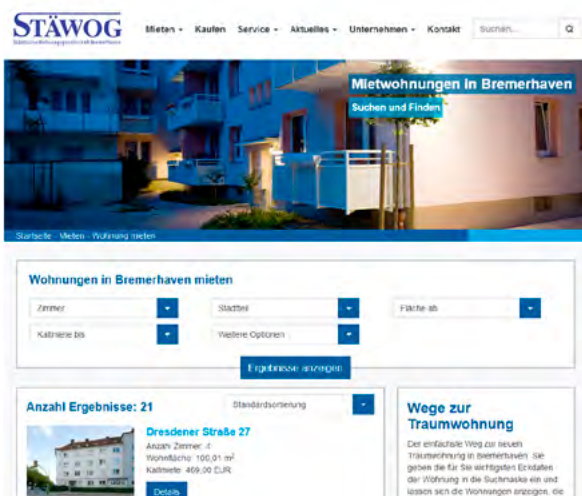 STÄWOG
Städtische Wohnungsgesellschaft Bremerhaven
Mieten Kaufen Service Aktuelles Unternehmen Kontakt Suchen...
Mietwohnungen in Bremerhaven
Suchen und Finden
Startseite - Mieten - Wohnung mieten
Wohnungen in Bremerhaven mieten
Zimmer Stadtteil Fläche ab
Kaltmiete bis Weitere Optionen
Ergebnisse anzeigen
Anzahl Ergebnisse: 21 Standardsortierung
Dresdener Straße 27
Anzahl Zimmer: 4
Wohnfläche: 100,01 m²
Kaltmiete: 469,00 EUR
Details
Wege zur
Traumwohnung
Der einfachste Weg zur neuen
Traumwohnung in Bremerhaven: Sie
geben die für Sie wichtigsten Eckdaten
der Wohnung in die Suchmaske ein und
lassen sich die Wohnungen anzeigen, die